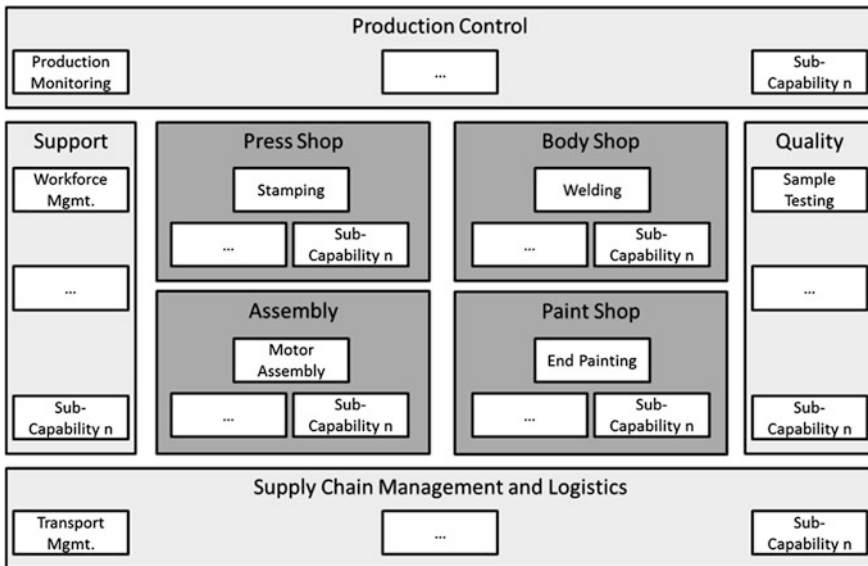 Production Control
Production
Monitoring
...
Sub-
Capability n
Support
Workforce
Mgmt.
...
Sub-
Capability n
Press Shop
Stamping
...
Sub-
Capability n
Body Shop
Welding
...
Sub-
Capability n
Assembly
Motor
Assembly
...
Sub-
Capability n
Paint Shop
End Painting
...
Sub-
Capability n
Quality
Sample
Testing
...
Sub-
Capability n
Supply Chain Management and Logistics
Transport
Mgmt.
...
Sub-
Capability n